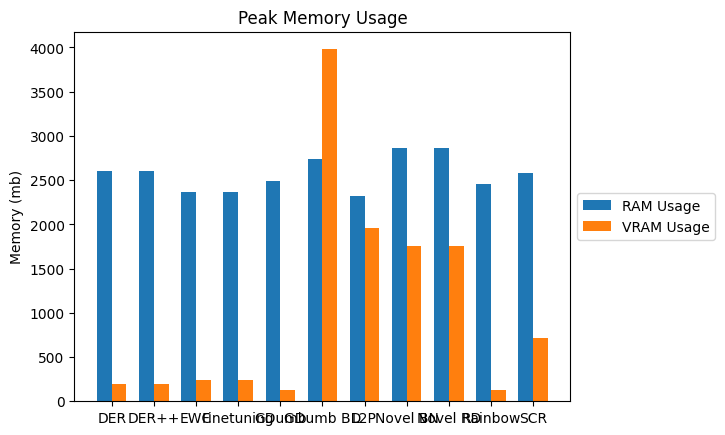 Peak Memory Usage
4000
3500
3000
2500
2000
1500
1000
500
0
Memory (mb)
RAM Usage
VRAM Usage
DER DER++ EWC Finetuning GDumb GDumb BD L2P Novel BN Novel RD Rainbow SCR